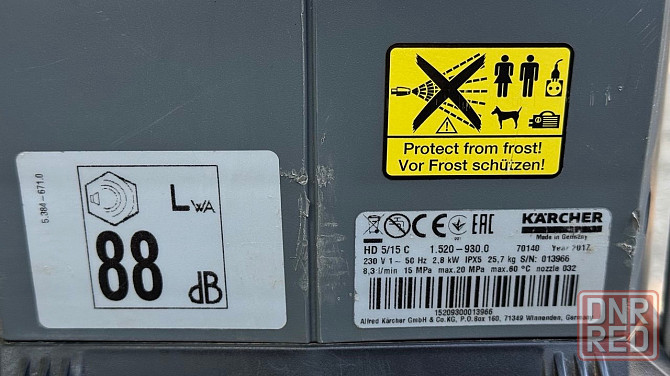 Protect from frost!
Vor Frost schützen!
5.384-671.0
LWA
88
dB
CE
EAC
KÄRCHER
Made in Germany
HD 5/15 C 1.520-930.0 70140 Year 2017
230 V 1~ 50 Hz 2.8 kW IPX5 25,7 kg S/N: 013966
8,3 l/min 15 MPa max.20 MPa max.60 °C nozzle 032
15209300013966
Alfred Kärcher GmbH & Co.KG, P.O.Box 160, 71349 Winnenden, Germany
DNR
RED